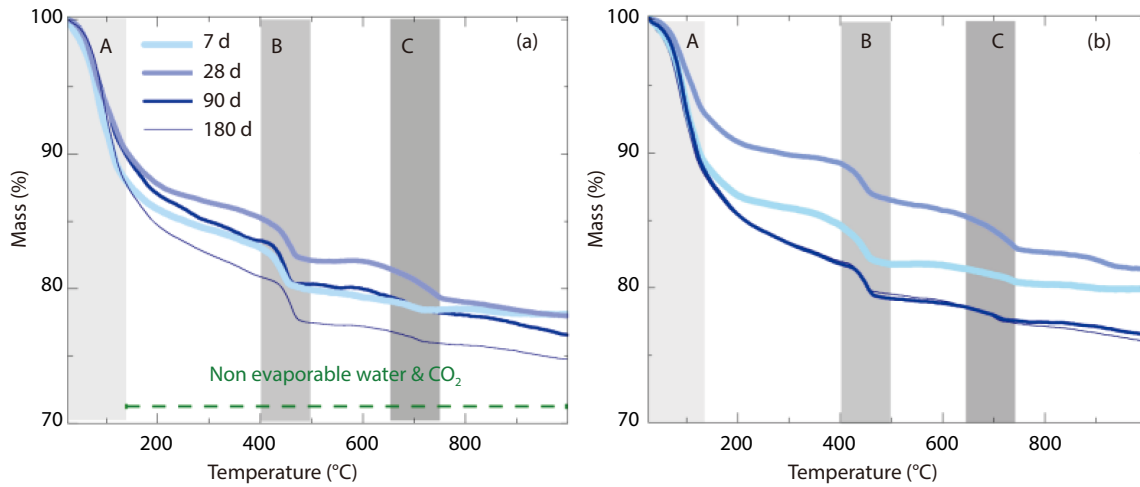 100
90
80
70
Mass (%)
A
B
C
(a)
7 d
28 d
90 d
180 d
Non evaporable water & CO₂
200
400
600
800
Temperature (°C)
100
90
80
70
Mass (%)
A
B
C
(b)
200
400
600
800
Temperature (°C)